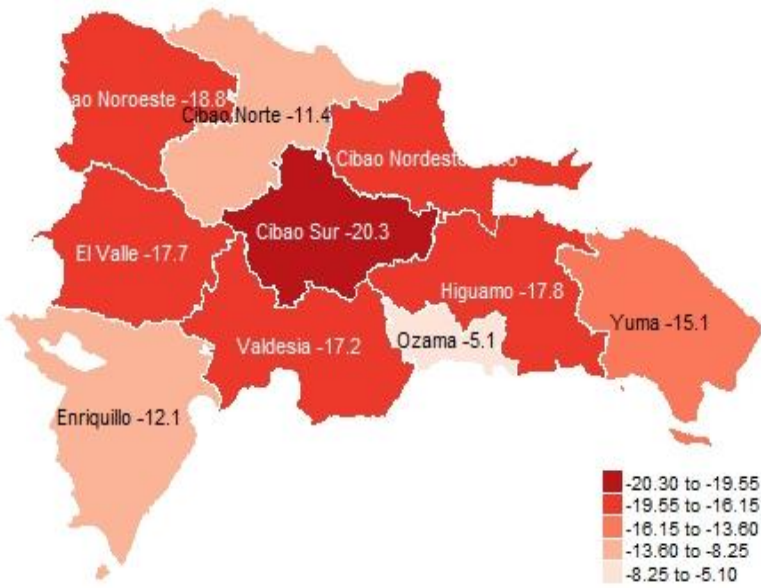 ao Noroeste -18.8
Cibao Norte -11.4
Cibao Nordeste
Cibao Sur -20.3
El Valle -17.7
Higuamo -17.8
Yuma -15.1
Ozama -5.1
Valdesia -17.2
Enriquillo -12.1
-20.30 to -19.55
-19.55 to -16.15
-16.15 to -13.60
-13.60 to -8.25
-8.25 to -5.10